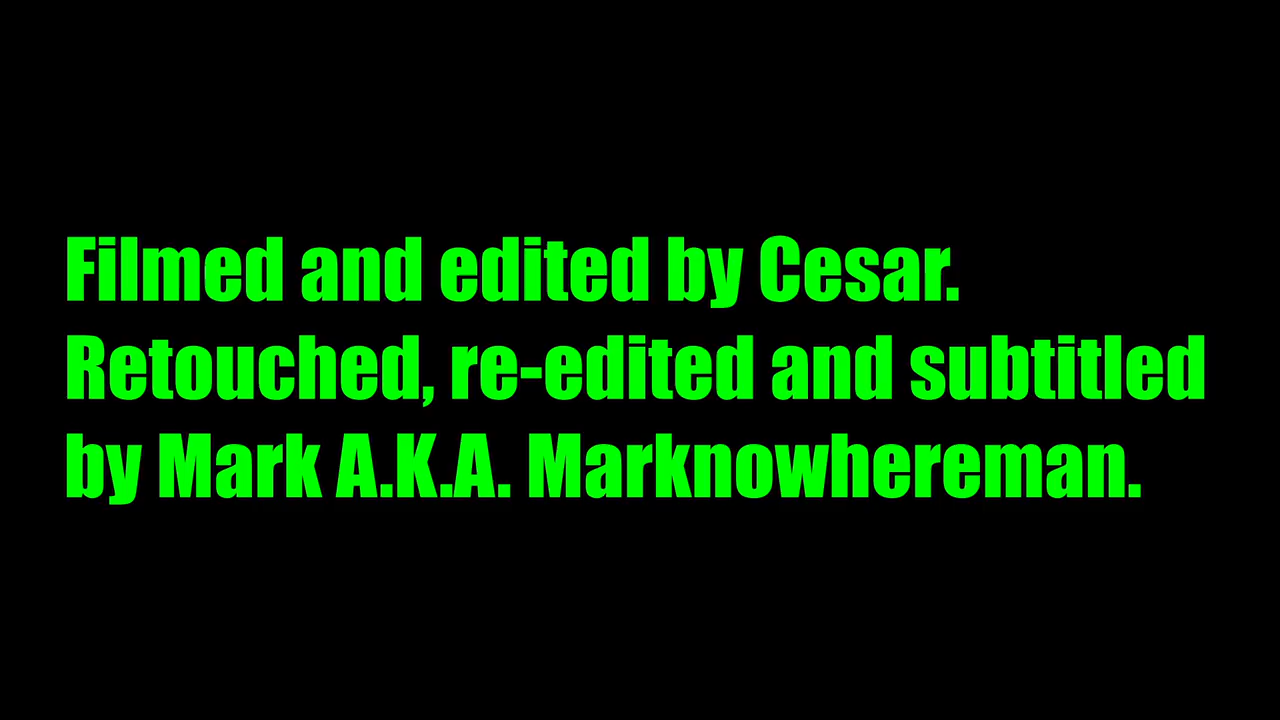 Filmed and edited by Cesar.
Retouched, re-edited and subtitled
by Mark A.K.A. Marknowhereman.